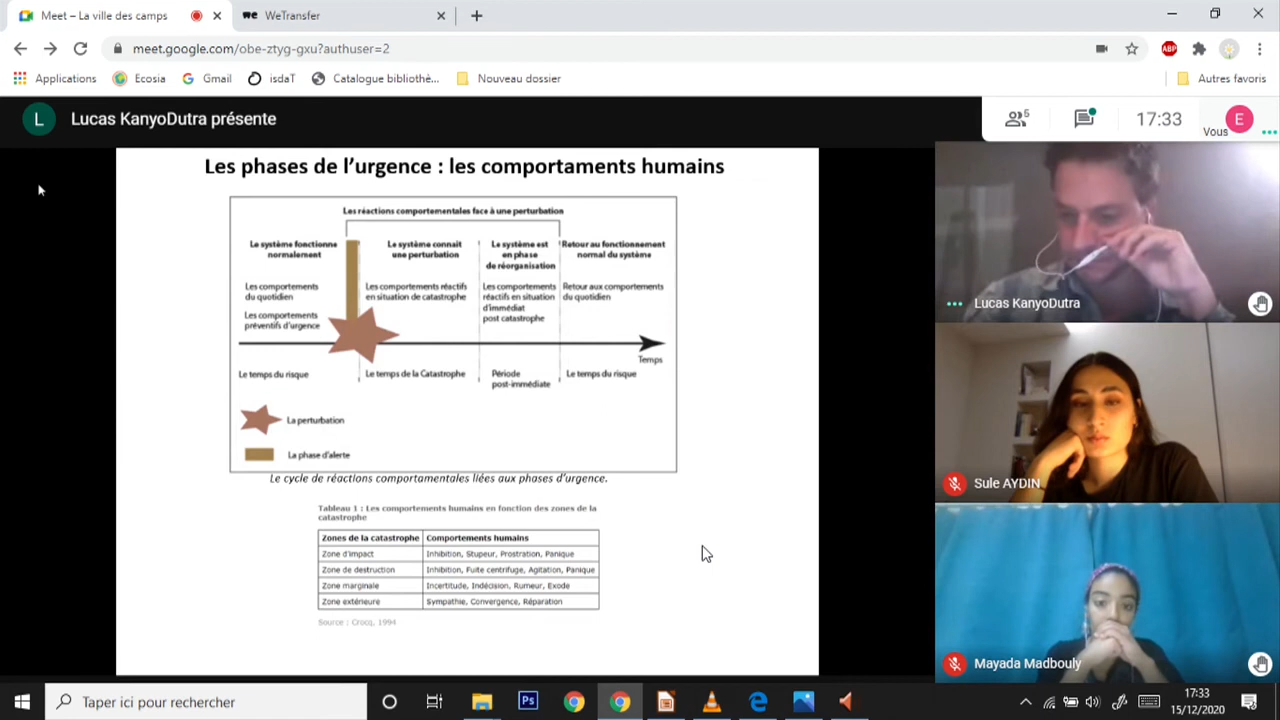 Meet – La ville des camps
WeTransfer
meet.google.com/obe-ztyg-gxu?authuser=2
ABP
Applications
Ecosia
Gmail
isdaT
Catalogue bibliothè...
Nouveau dossier
Autres favoris
L
Lucas KanyoDutra présente
5
17:33
Vous
E
Les phases de l'urgence : les comportaments humains
Les réactions comportementales face à une perturbation
Le système fonctionne
normalement
Le système connait
une perturbation
Le système est
en phase
de réorganisation
Retour au fonctionnement
normal du système
Les comportements
du quotidien
Les comportements
préventifs d'urgence
Les comportements réactifs
en situation de catastrophe
Les comportements
réactifs en situation
d'immédiat
post catastrophe
Retour aux comportements
du quotidien
Temps
Le temps du risque
Le temps de la Catastrophe
Période
post-immédiate
Le temps du risque
La perturbation
La phase d'alerte
Le cycle de réactions comportementales liées aux phases d'urgence.
Tableau 1 : Les comportements humains en fonction des zones de la
catastrophe
Zones de la catastrophe Comportements humains
Zone d'impact Inhibition, Stupeur, Prostration, Panique
Zone de destruction Inhibition, Fuite centrifuge, Agitation, Panique
Zone marginale Incertitude, Indécision, Rumeur, Exode
Zone extérieure Sympathie, Convergence, Réparation
Source : Crocq, 1994
Lucas KanyoDutra
Sule AYDIN
Mayada Madbouly
Taper ici pour rechercher
Ps
17:33
15/12/2020